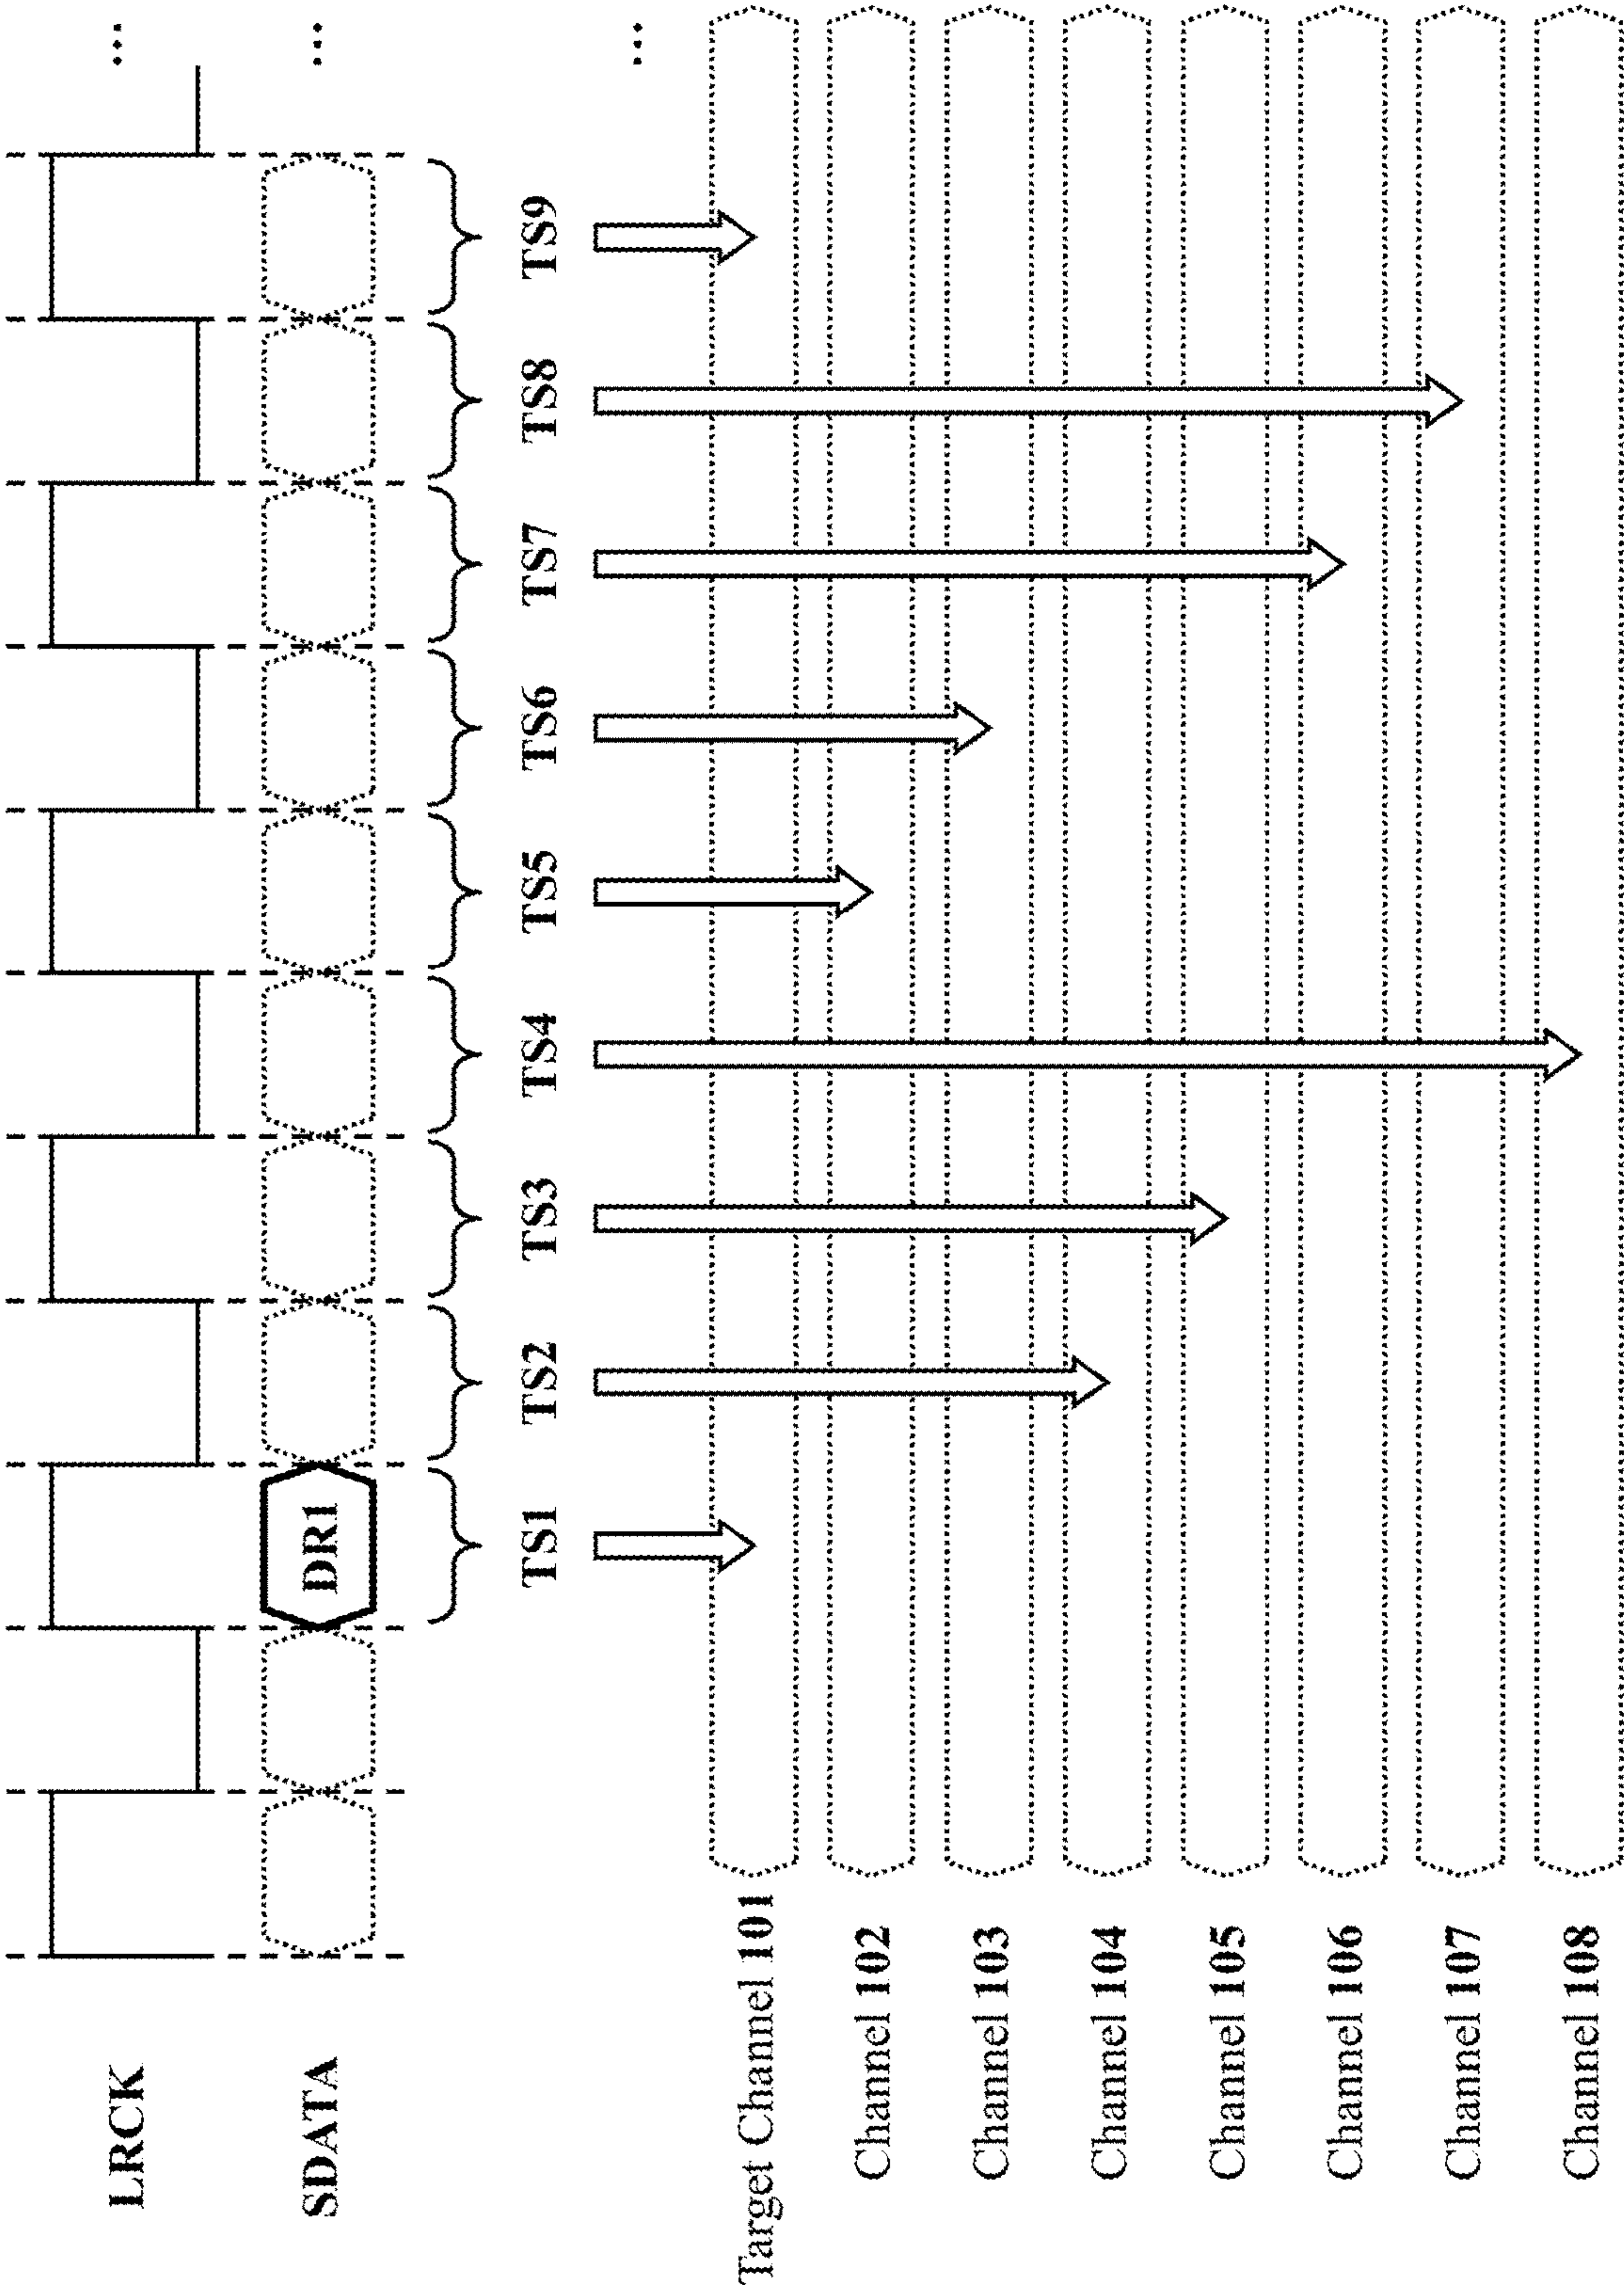 LRCK ...
SDATA DR1 ...
TS1 TS2 TS3 TS4 TS5 TS6 TS7 TS8 TS9
...
Target Channel 101
Channel 102
Channel 103
Channel 104
Channel 105
Channel 106
Channel 107
Channel 108